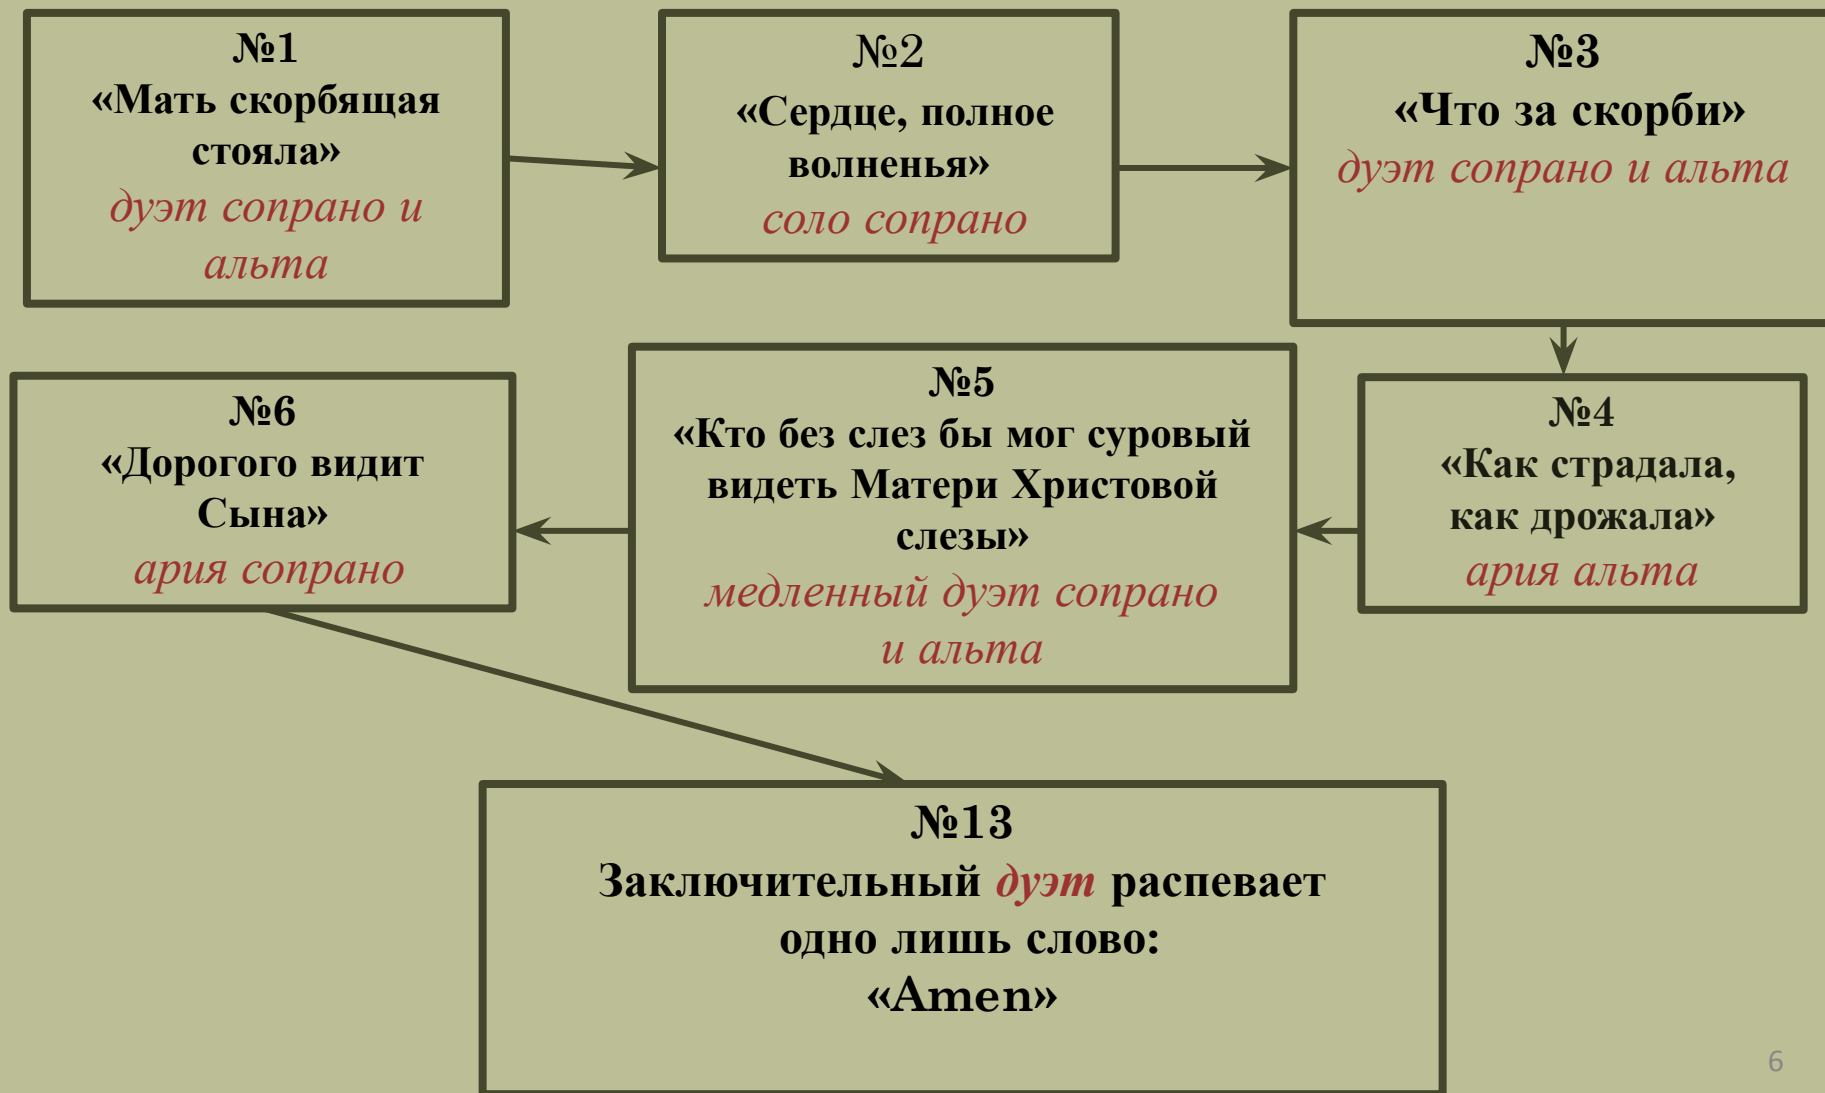 №1
«Мать скорбящая
стояла»
дуэт сопрано и
альта
№2
«Сердце, полное
волненья»
соло сопрано
№3
«Что за скорби»
дуэт сопрано и альта
№4
«Как страдала,
как дрожала»
ария альта
№5
«Кто без слез бы мог суровый
видеть Матери Христовой
слезы»
медленный дуэт сопрано
и альта
№6
«Дорогого видит
Сына»
ария сопрано
№13
Заключительный дуэт распевает
одно лишь слово:
«Amen»
6